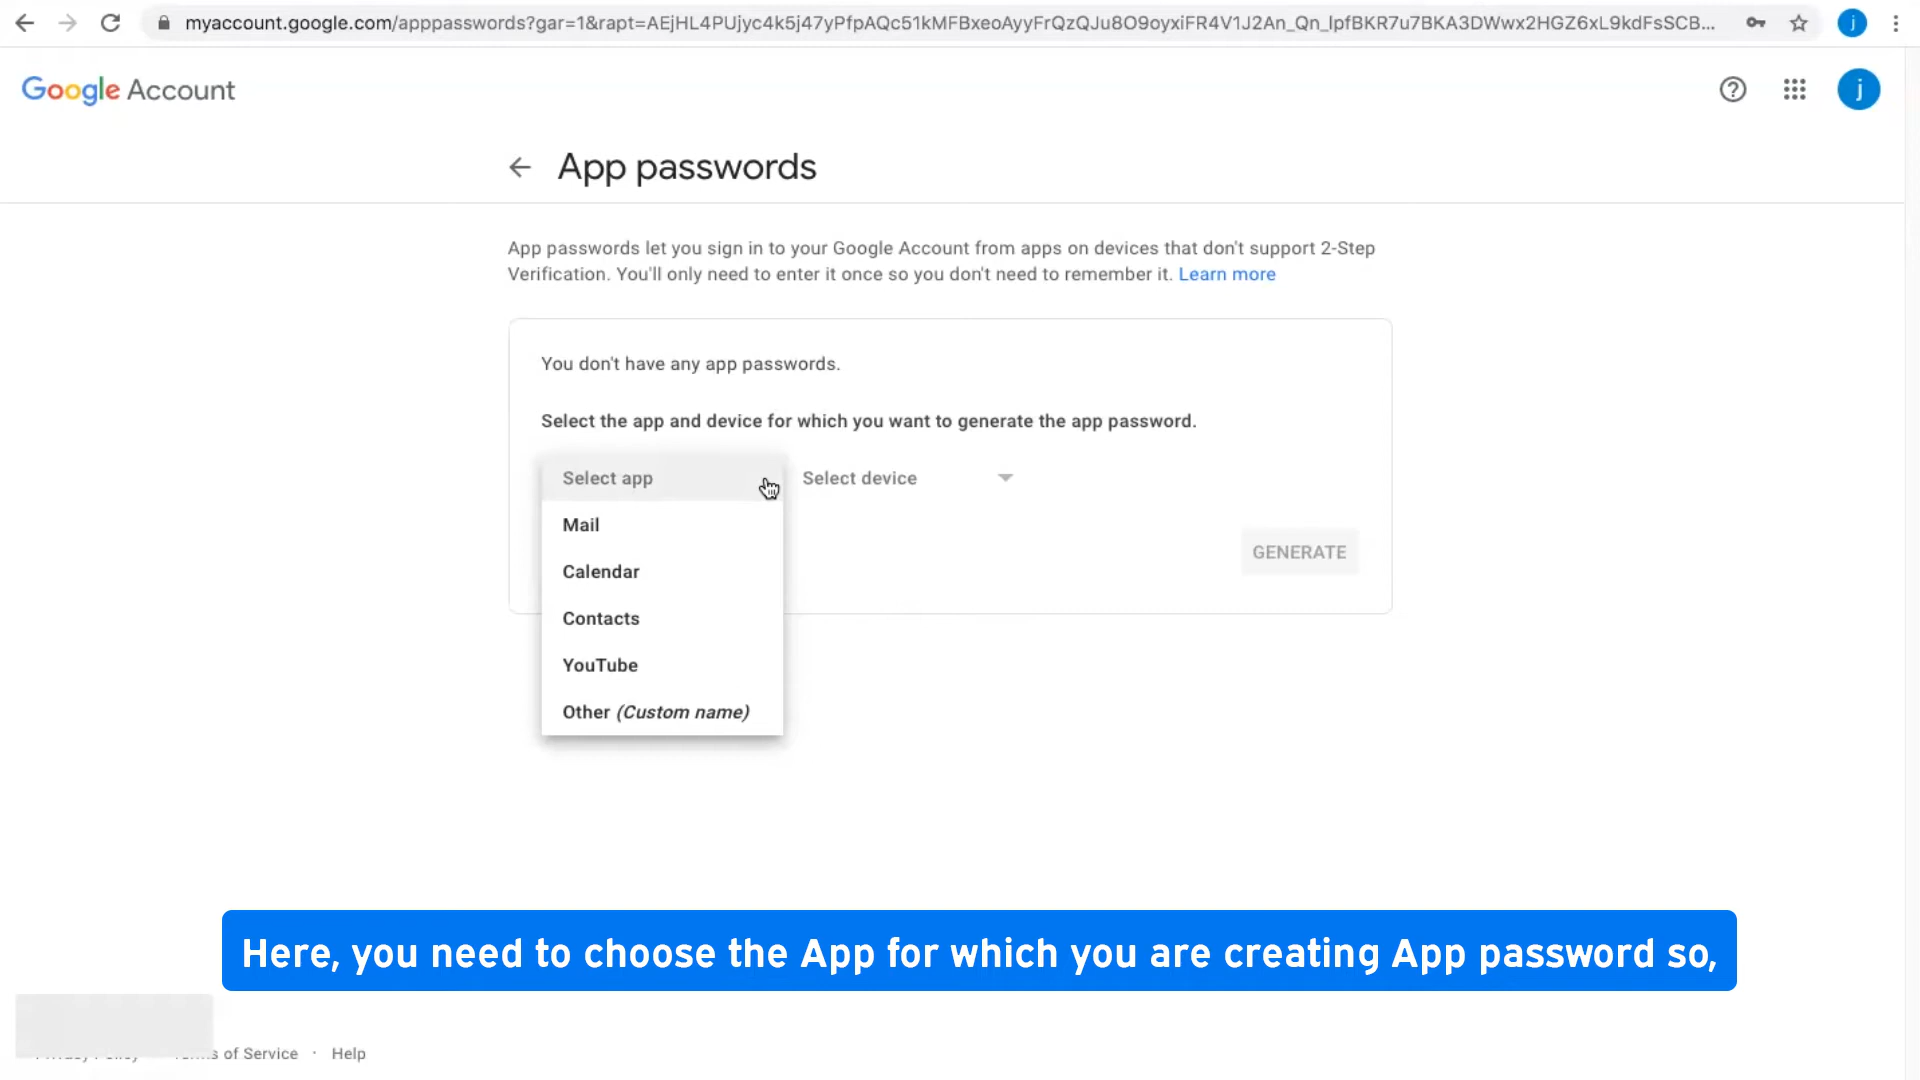 myaccount.google.com/apppasswords?gar=1&rapt=AEjHL4PUjyc4k5j47yPfpAQc51kMFBxeoAyyFrQzQJu8O9oyxiFR4V1J2An_Qn_lpfBKR7u7BKA3DWwx2HGZ6xL9kdFsSCB...
j
Google Account
j
App passwords
App passwords let you sign in to your Google Account from apps on devices that don't support 2-Step
Verification. You'll only need to enter it once so you don't need to remember it. Learn more
You don't have any app passwords.
Select the app and device for which you want to generate the app password.
Select app
Select device
Mail
Calendar
GENERATE
Contacts
YouTube
Other (Custom name)
Here, you need to choose the App for which you are creating App password so,
of Service · Help